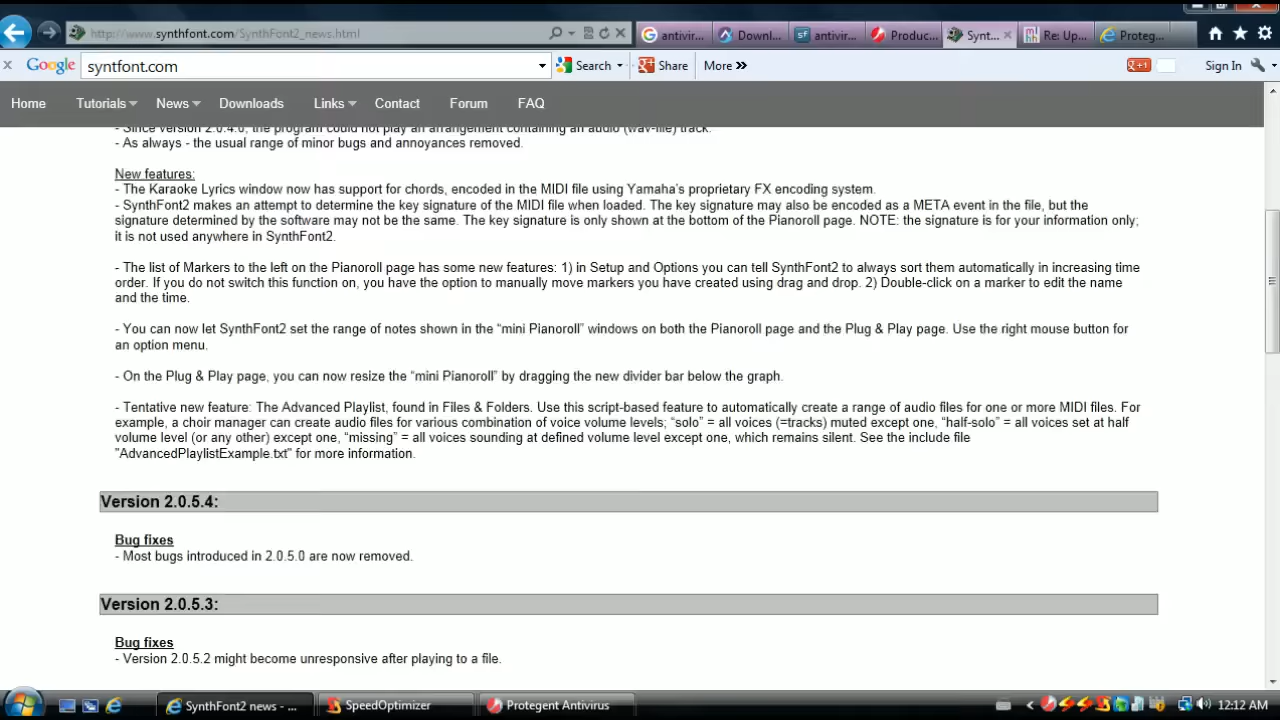 http://www.synthfont.com/SynthFont2_news.html
antivir...
Downl...
antivir...
Produc...
Synt...
Re: Up...
Proteg...
Google
syntfont.com
Search
Share
More »
+1
Sign In
Home
Tutorials
News
Downloads
Links
Contact
Forum
FAQ
- Since version 2.0.4.0, the program could not play an arrangement containing an audio (wav-file) track.
- As always - the usual range of minor bugs and annoyances removed.
New features:
- The Karaoke Lyrics window now has support for chords, encoded in the MIDI file using Yamaha's proprietary FX encoding system.
- SynthFont2 makes an attempt to determine the key signature of the MIDI file when loaded. The key signature may also be encoded as a META event in the file, but the
signature determined by the software may not be the same. The key signature is only shown at the bottom of the Pianoroll page. NOTE: the signature is for your information only;
it is not used anywhere in SynthFont2.
- The list of Markers to the left on the Pianoroll page has some new features: 1) in Setup and Options you can tell SynthFont2 to always sort them automatically in increasing time
order. If you do not switch this function on, you have the option to manually move markers you have created using drag and drop. 2) Double-click on a marker to edit the name
and the time.
- You can now let SynthFont2 set the range of notes shown in the “mini Pianoroll” windows on both the Pianoroll page and the Plug & Play page. Use the right mouse button for
an option menu.
- On the Plug & Play page, you can now resize the “mini Pianoroll” by dragging the new divider bar below the graph.
- Tentative new feature: The Advanced Playlist, found in Files & Folders. Use this script-based feature to automatically create a range of audio files for one or more MIDI files. For
example, a choir manager can create audio files for various combination of voice volume levels; “solo” = all voices (=tracks) muted except one, “half-solo” = all voices set at half
volume level (or any other) except one, “missing” = all voices sounding at defined volume level except one, which remains silent. See the include file
"AdvancedPlaylistExample.txt" for more information.
Version 2.0.5.4:
Bug fixes
- Most bugs introduced in 2.0.5.0 are now removed.
Version 2.0.5.3:
Bug fixes
- Version 2.0.5.2 might become unresponsive after playing to a file.
SynthFont2 news - ...
SpeedOptimizer
Protegent Antivirus
12:12 AM